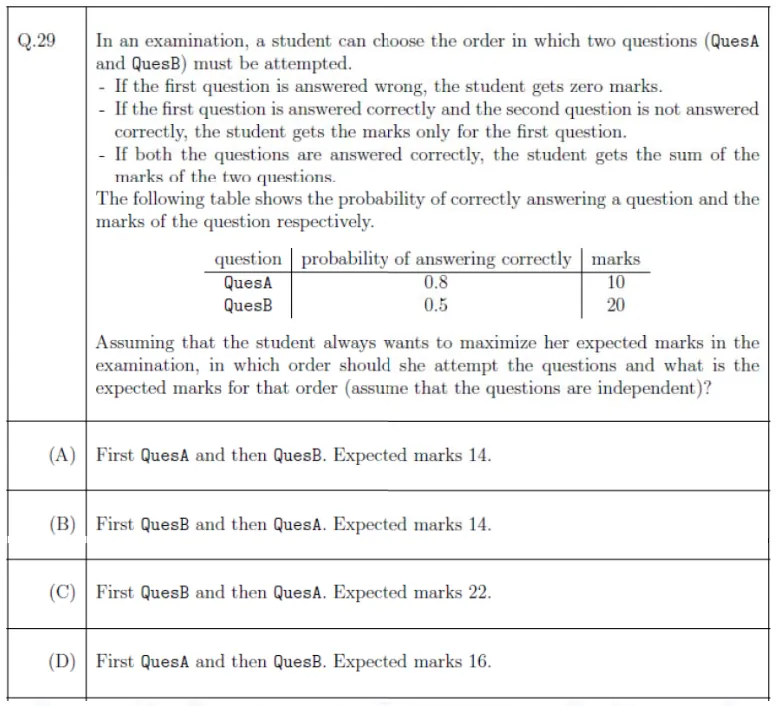 Q.29 In an examination, a student can choose the order in which two questions (QuesA
and QuesB) must be attempted.
- If the first question is answered wrong, the student gets zero marks.
- If the first question is answered correctly and the second question is not answered
correctly, the student gets the marks only for the first question.
- If both the questions are answered correctly, the student gets the sum of the
marks of the two questions.
The following table shows the probability of correctly answering a question and the
marks of the question respectively.
question probability of answering correctly marks
QuesA 0.8 10
QuesB 0.5 20
Assuming that the student always wants to maximize her expected marks in the
examination, in which order should she attempt the questions and what is the
expected marks for that order (assume that the questions are independent)?
(A) First QuesA and then QuesB. Expected marks 14.
(B) First QuesB and then QuesA. Expected marks 14.
(C) First QuesB and then QuesA. Expected marks 22.
(D) First QuesA and then QuesB. Expected marks 16.